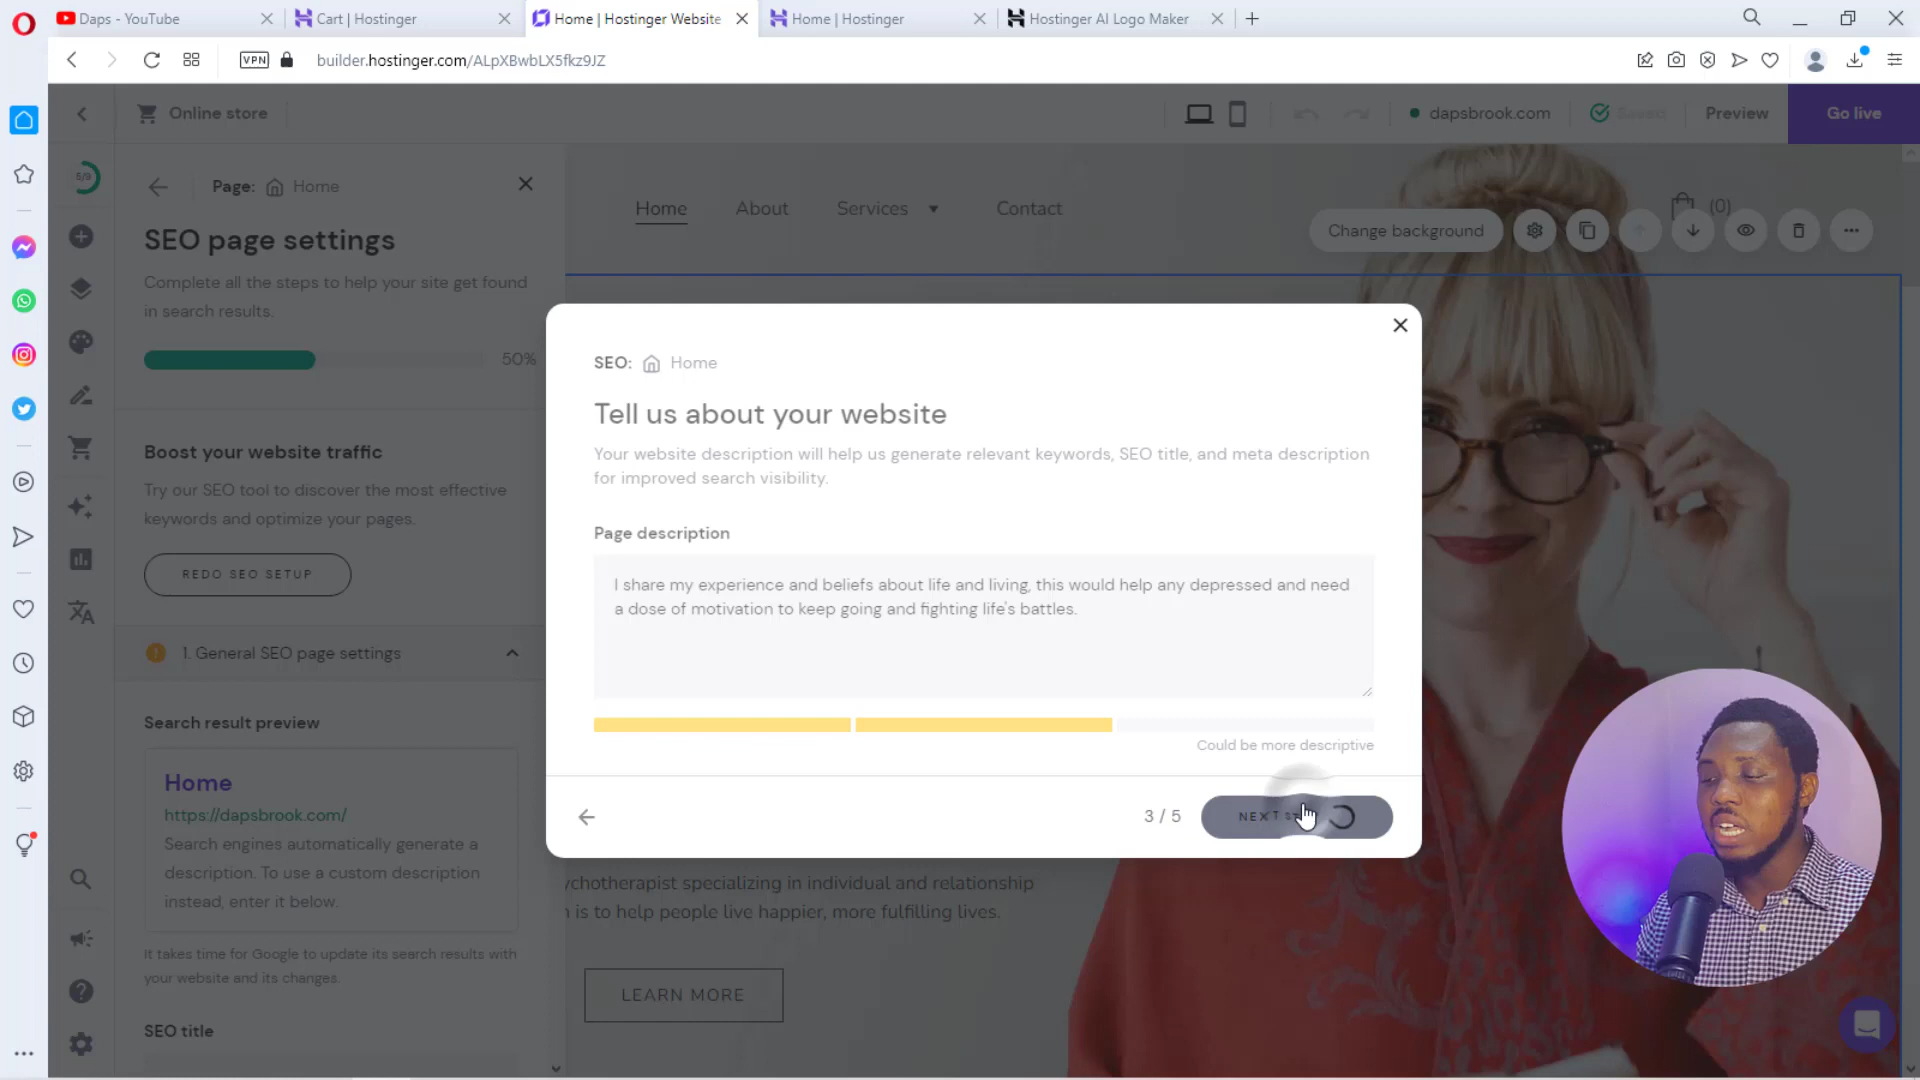 Daps - YouTube
Cart | Hostinger
Home | Hostinger Website
Home | Hostinger
Hostinger AI Logo Maker
VPN
builder.hostinger.com/ALpXBwbLX5fkz9JZ
Online store
dapsbrook.com
Saved
Preview
Go live
5/9
Page: Home
SEO page settings
Complete all the steps to help your site get found
in search results.
50%
Boost your website traffic
Try our SEO tool to discover the most effective
keywords and optimize your pages.
REDO SEO SETUP
1. General SEO page settings
Search result preview
Home
https://dapsbrook.com/
Search engines automatically generate a
description. To use a custom description
instead, enter it below.
It takes time for Google to update its search results with
your website and its changes.
SEO title
Home
About
Services
Contact
(0)
Change background
SEO: Home
Tell us about your website
Your website description will help us generate relevant keywords, SEO title, and meta description
for improved search visibility.
Page description
I share my experience and beliefs about life and living, this would help any depressed and need
a dose of motivation to keep going and fighting life's battles.
Could be more descriptive
3 / 5
NEXT
specializing in individual and relationship
is to help people live happier, more fulfilling lives.
LEARN MORE